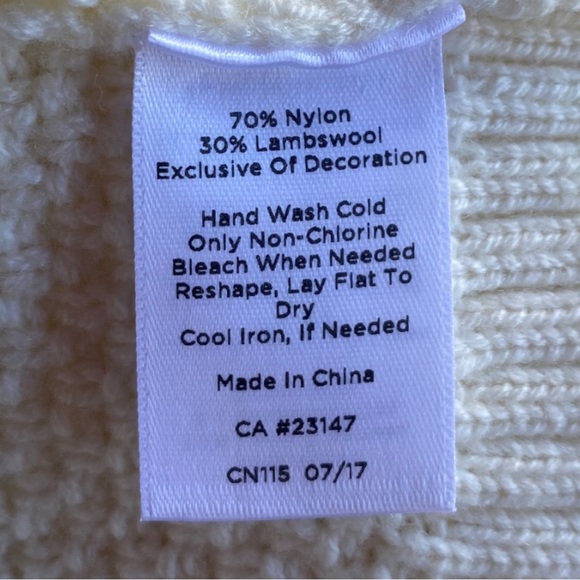 70% Nylon
30% Lambswool
Exclusive Of Decoration
Hand Wash Cold
Only Non-Chlorine
Bleach When Needed
Reshape, Lay Flat To
Dry
Cool Iron, If Needed
Made In China
CA #23147
CN115 07/17